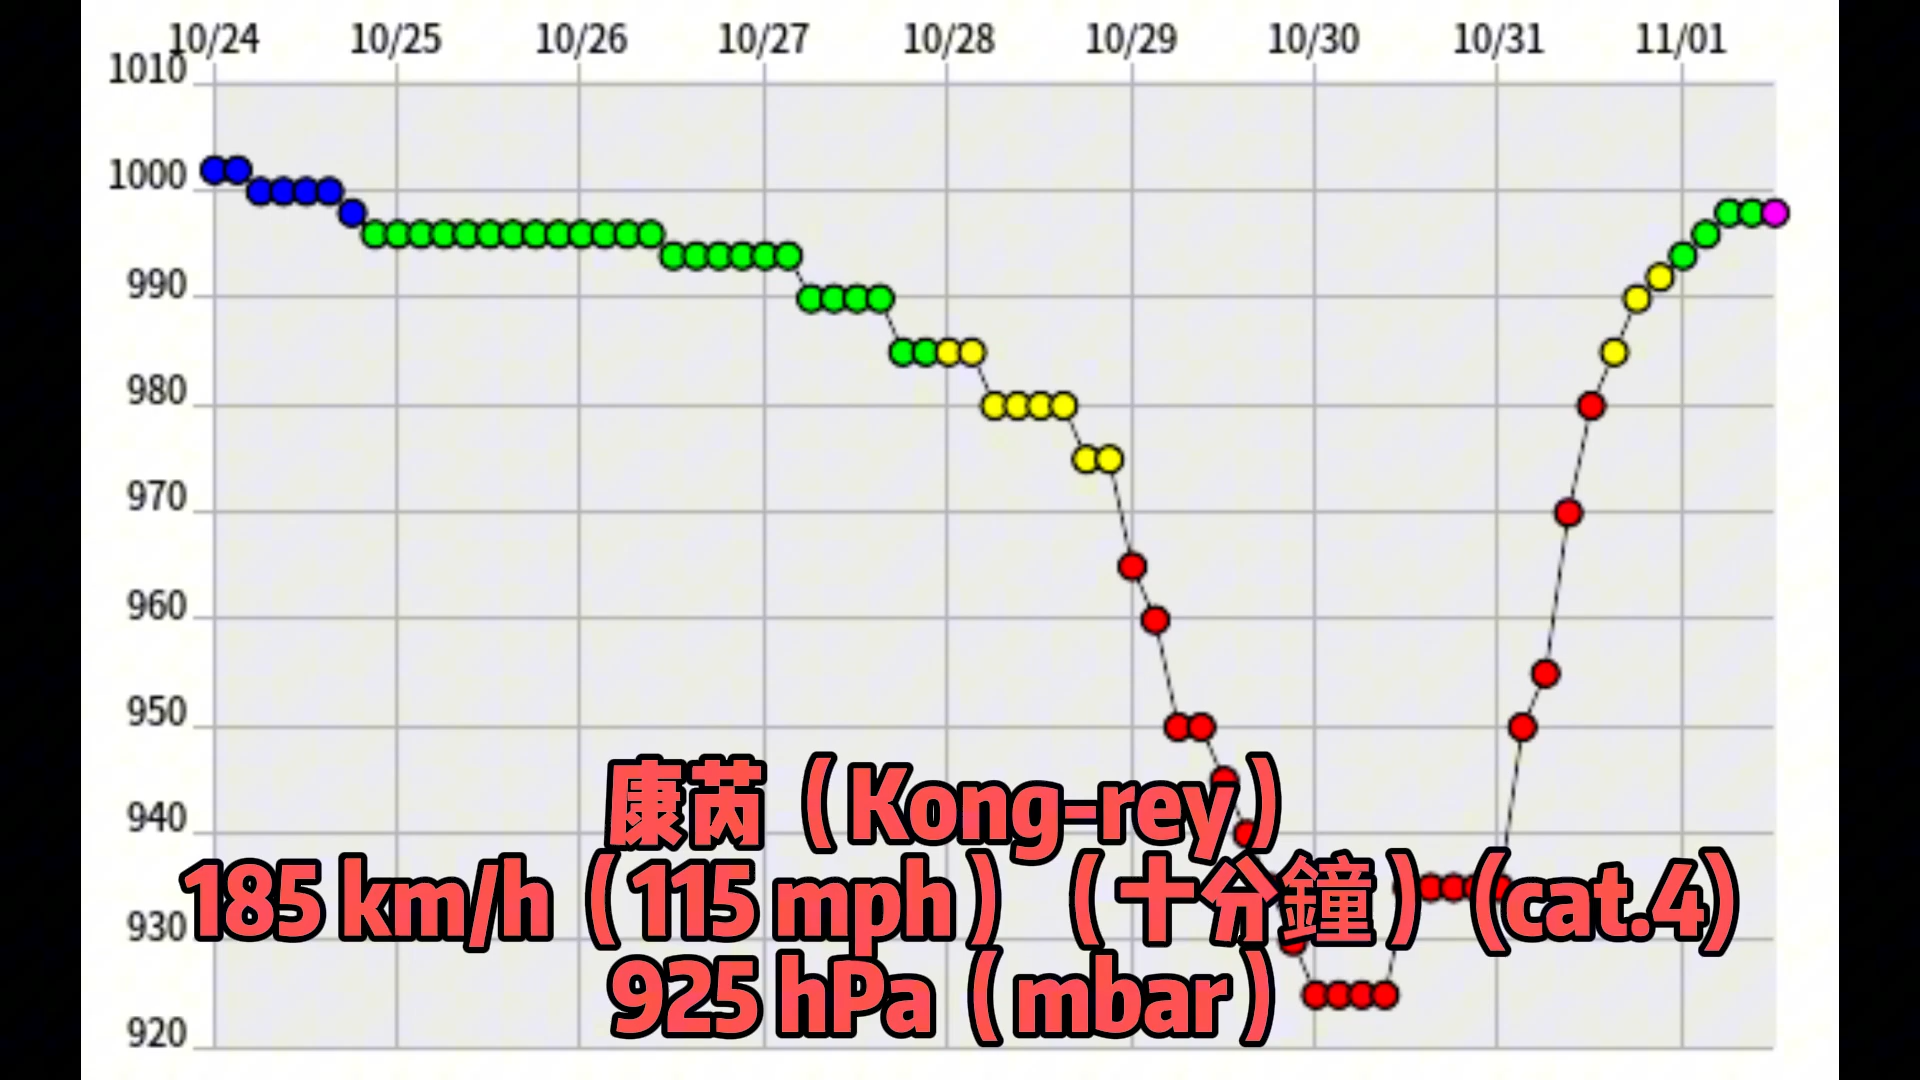 10/24 10/25 10/26 10/27 10/28 10/29 10/30 10/31 11/01
1010
1000
990
980
970
960
950
940
930
920
康芮（Kong-rey）
185 km/h（115 mph）（十分鐘）(cat.4)
925 hPa（mbar）